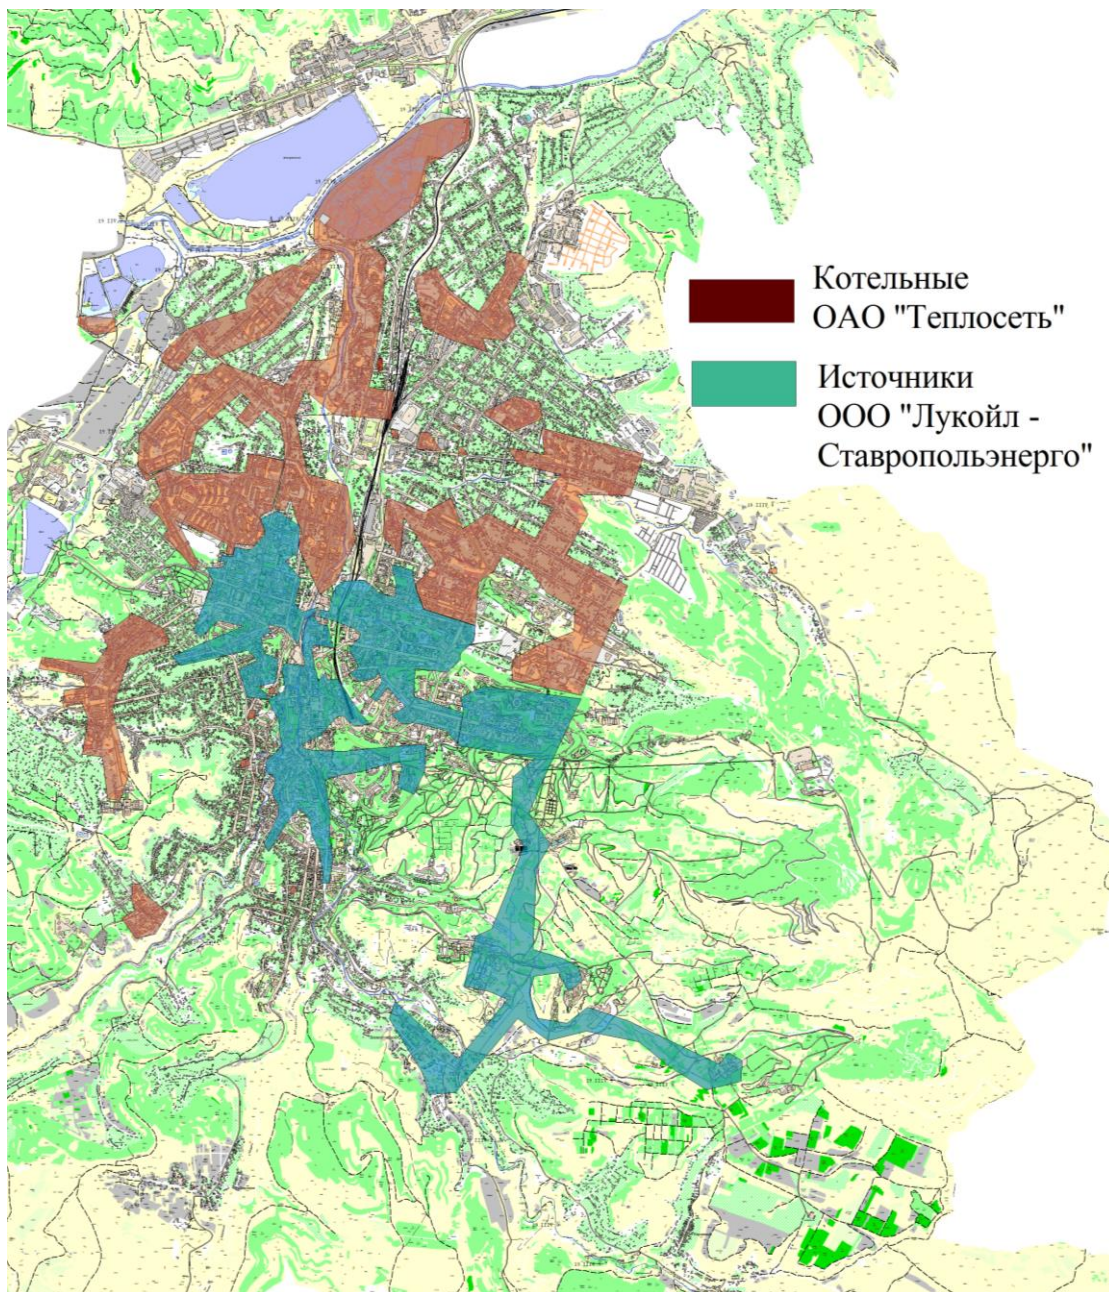 Котельные
ОАО "Теплосеть"
Источники
ООО "Лукойл -
Ставропольэнерго"